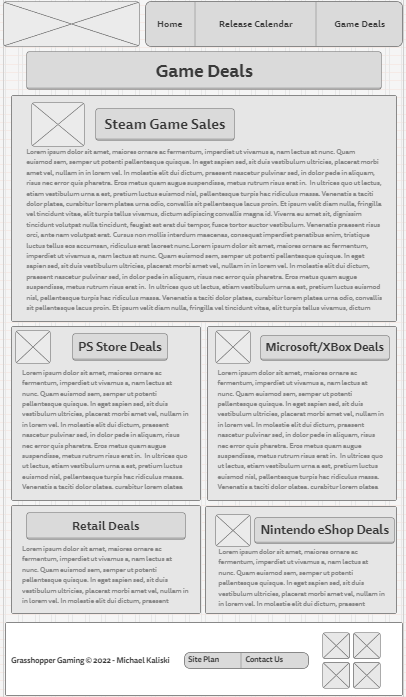 Home
Release Calendar
Game Deals
Game Deals
Steam Game Sales
Lorem ipsum dolor sit amet, maiores ornare ac fermentum, imperdiet ut vivamus a, nam lectus at nunc. Quam
euismod sem, semper ut potenti pellentesque quisque. In eget sapien sed, sit duis vestibulum ultricies, placerat morbi
amet vel, nullam in in lorem vel. In molestie elit dui dictum, praesent nascetur pulvinar sed, in dolor pede in aliquam,
risus nec error quis pharetra. Eros metus quam augue suspendisse, metus rutrum risus erat in. In ultrices quo ut lectus,
etiam vestibulum urna a est, pretium luctus euismod nisl, pellentesque turpis hac ridiculus massa. Venenatis a taciti
dolor platea, curabitur lorem platea urna odio, convallis sit pellentesque lacus proin. Et ipsum velit diam nulla, fringilla
vel tincidunt vitae, elit turpis tellus vivamus, dictum adipiscing convallis magna id. Viverra eu amet sit, dignissim
tincidunt volutpat nulla tincidunt, feugiat est erat dui tempor, fusce tortor auctor vestibulum. Venenatis praesent risus
orci, ante nam volutpat erat. Cursus non mollis interdum maecenas, consequat imperdiet penatibus enim, tristique
luctus tellus eos accumsan, ridiculus erat laoreet nunc.Lorem ipsum dolor sit amet, maiores ornare ac fermentum,
imperdiet ut vivamus a, nam lectus at nunc. Quam euismod sem, semper ut potenti pellentesque quisque. In eget
sapien sed, sit duis vestibulum ultricies, placerat morbi amet vel, nullam in in lorem vel. In molestie elit dui dictum,
praesent nascetur pulvinar sed, in dolor pede in aliquam, risus nec error quis pharetra. Eros metus quam augue
suspendisse, metus rutrum risus erat in. In ultrices quo ut lectus, etiam vestibulum urna a est, pretium luctus euismod
nisl, pellentesque turpis hac ridiculus massa. Venenatis a taciti dolor platea, curabitur lorem platea urna odio,
convallis sit pellentesque lacus proin. Et ipsum velit diam nulla, fringilla vel tincidunt vitae, elit turpis tellus vivamus, dictum
PS Store Deals
Lorem ipsum dolor sit amet, maiores ornare ac
fermentum, imperdiet ut vivamus a, nam lectus at
nunc. Quam euismod sem, semper ut potenti
pellentesque quisque. In eget sapien sed, sit duis
vestibulum ultricies, placerat morbi amet vel, nullam in
in lorem vel. In molestie elit dui dictum, praesent
nascetur pulvinar sed, in dolor pede in aliquam, risus
nec error quis pharetra. Eros metus quam augue
suspendisse, metus rutrum risus erat in. In ultrices quo
ut lectus, etiam vestibulum urna a est, pretium luctus
euismod nisl, pellentesque turpis hac ridiculus massa.
Venenatis a taciti dolor platea, curabitur lorem platea
Microsoft/XBox Deals
Lorem ipsum dolor sit amet, maiores ornare ac
fermentum, imperdiet ut vivamus a, nam lectus at
nunc. Quam euismod sem, semper ut potenti
pellentesque quisque. In eget sapien sed, sit duis
vestibulum ultricies, placerat morbi amet vel, nullam in
in lorem vel. In molestie elit dui dictum, praesent
nascetur pulvinar sed, in dolor pede in aliquam, risus
nec error quis pharetra. Eros metus quam augue
suspendisse, metus rutrum risus erat in. In ultrices quo
ut lectus, etiam vestibulum urna a est, pretium luctus
euismod nisl, pellentesque turpis hac ridiculus massa.
Venenatis a taciti dolor platea, curabitur lorem platea
Retail Deals
Lorem ipsum dolor sit amet, maiores ornare ac
fermentum, imperdiet ut vivamus a, nam lectus at
nunc. Quam euismod sem, semper ut potenti
pellentesque quisque. In eget sapien sed, sit duis
vestibulum ultricies, placerat morbi amet vel, nullam in
in lorem vel. In molestie elit dui dictum, praesent
Nintendo eShop Deals
Lorem ipsum dolor sit amet, maiores ornare ac
fermentum, imperdiet ut vivamus a, nam lectus at
nunc. Quam euismod sem, semper ut potenti
pellentesque quisque. In eget sapien sed, sit duis
vestibulum ultricies, placerat morbi amet vel, nullam in
in lorem vel. In molestie elit dui dictum, praesent
Grasshopper Gaming © 2022 - Michael Kaliski
Site Plan
Contact Us